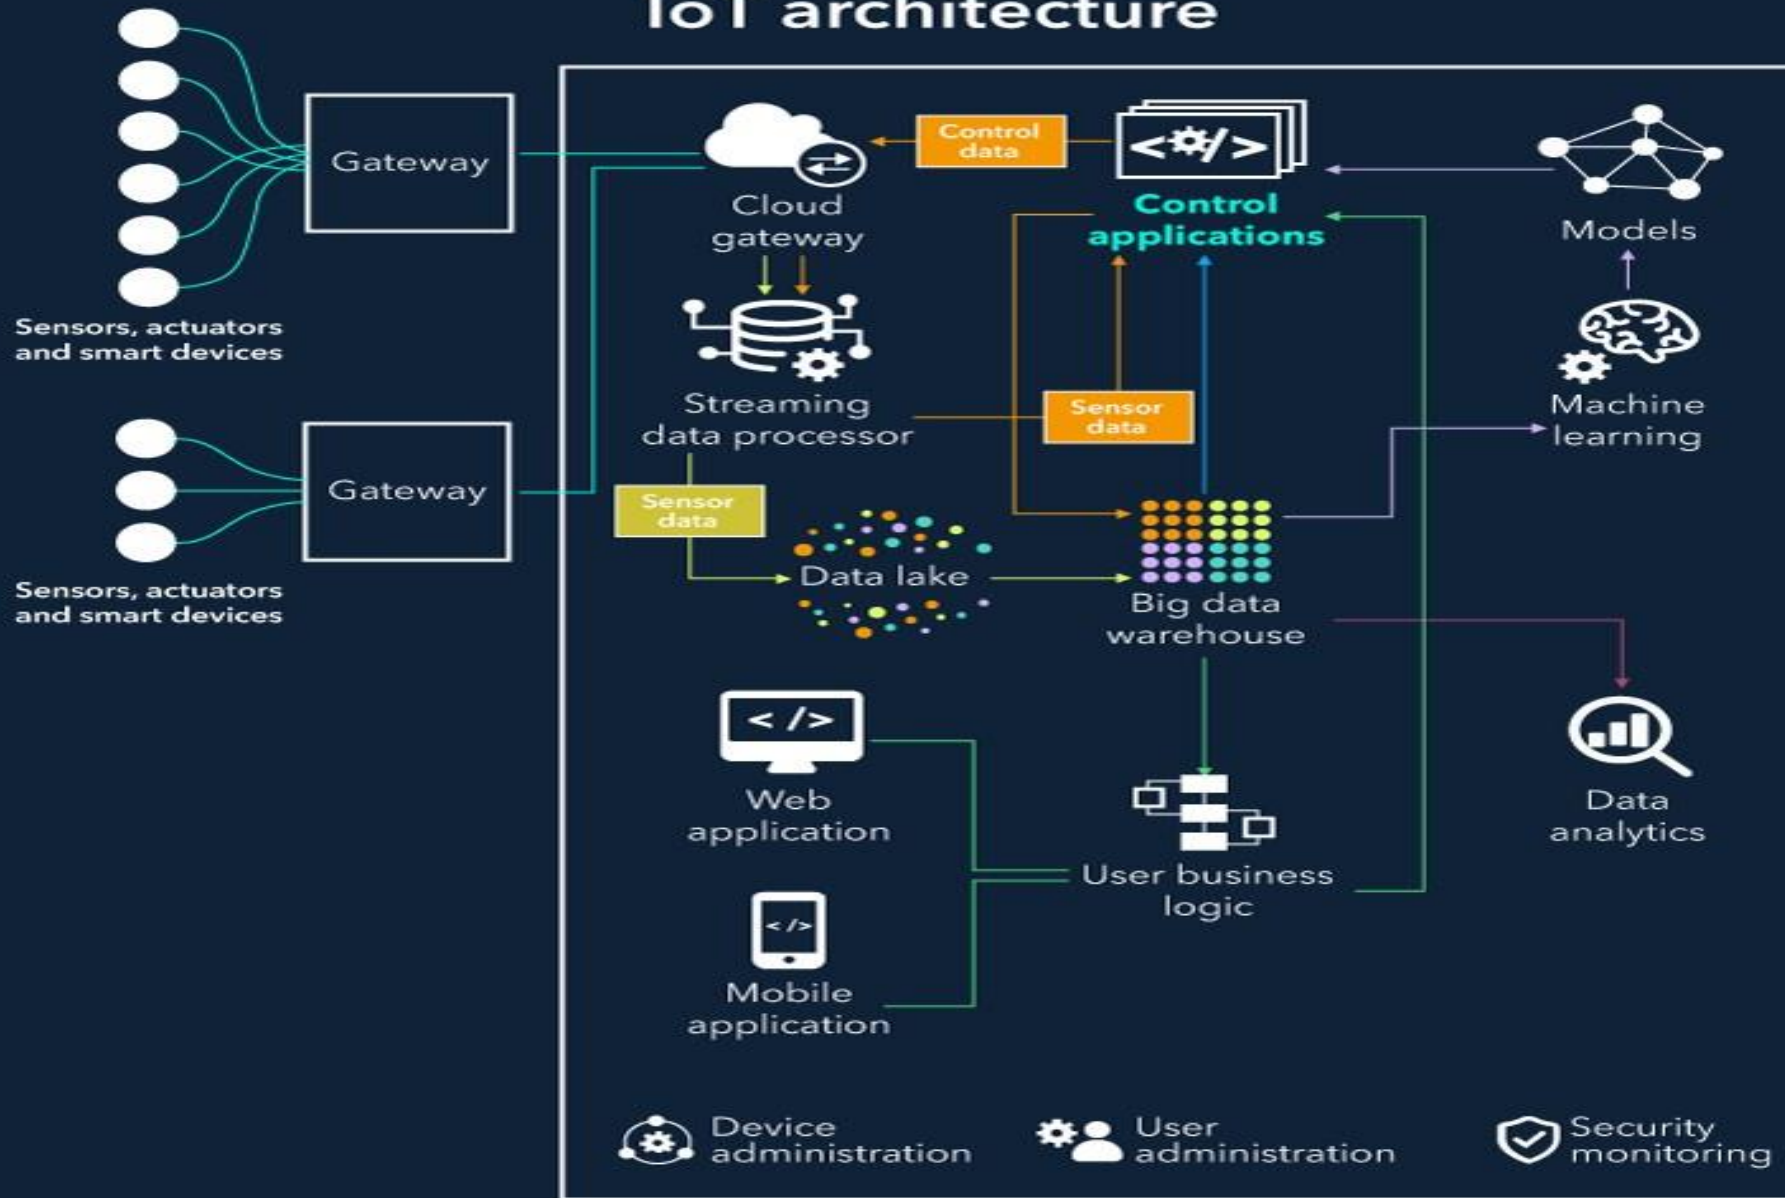 IoT architecture
Gateway
Sensors, actuators
and smart devices
Gateway
Sensors, actuators
and smart devices
Cloud
gateway
Control
data
</>
Control
applications
Models
Streaming
data processor
Sensor
data
Machine
learning
Sensor
data
Data lake
Big data
warehouse
</>
Web
application
User business
logic
Data
analytics
</>
Mobile
application
Device
administration
User
administration
Security
monitoring